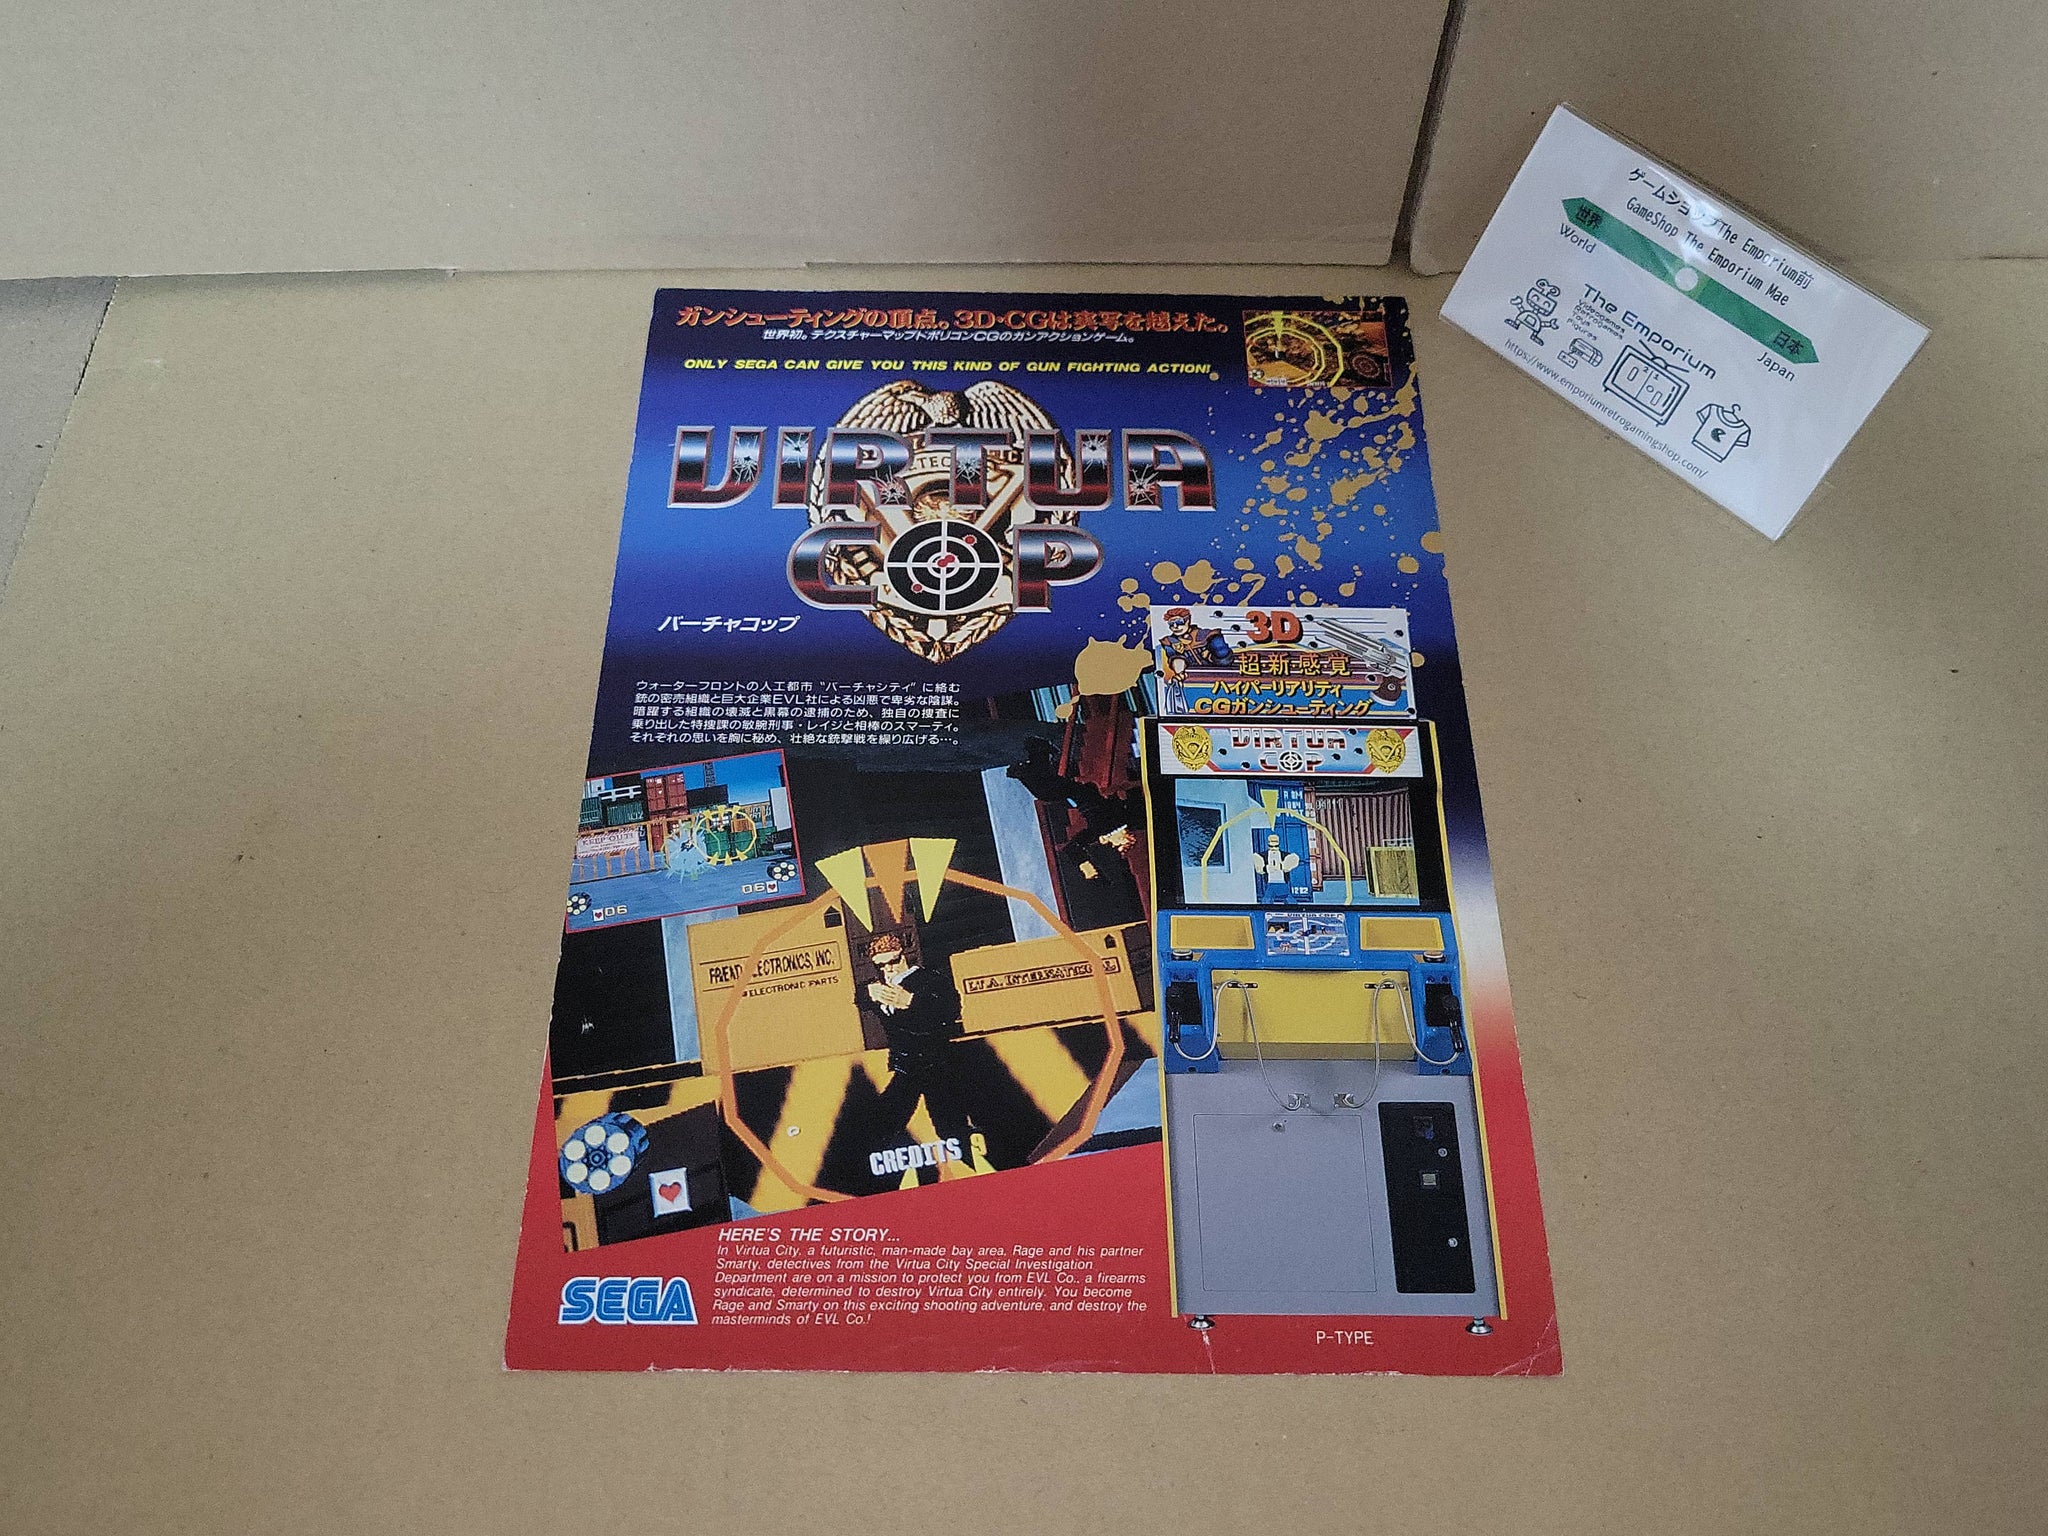 ガンシューティングの頂点。3D・CGは実写を越えた。
世界初。テクスチャーマップドポリゴンCGのガンアクションゲーム。
ONLY SEGA CAN GIVE YOU THIS KIND OF GUN FIGHTING ACTION!
VIRTUA
COP
バーチャコップ
ウォーターフロントの人工都市“バーチャシティ”に絡む
銃の密売組織と巨大企業EVL社による凶悪で卑劣な陰謀。
暗躍する組織の壊滅と黒幕の逮捕のため、独自の捜査に
乗り出した特捜課の敏腕刑事・レイジと相棒のスマーティ。
それぞれの思いを胸に秘め、壮絶な銃撃戦を繰り広げる…。
3D
超・新・感・覚
ハイパーリアリティ
CGガンシューティング
VIRTUA
COP
KEEP OUT!
06
06
ELECTRONICS, INC.
ELECTRONIC PARTS
CREDITS 9
HERE'S THE STORY...
In Virtua City, a futuristic, man-made bay area, Rage and his partner
Smarty, detectives from the Virtua City Special Investigation
Department are on a mission to protect you from EVL Co., a firearms
syndicate, determined to destroy Virtua City entirely. You become
Rage and Smarty on this exciting shooting adventure, and destroy the
masterminds of EVL Co.!
SEGA
P-TYPE
ゲームショップThe Emporium前
GameShop The Emporium Mae
世界
World
日本
Japan
The Emporium
Videogames
Retrogames
Toys
Figures
https://www.emporiumretrogamingshop.com/